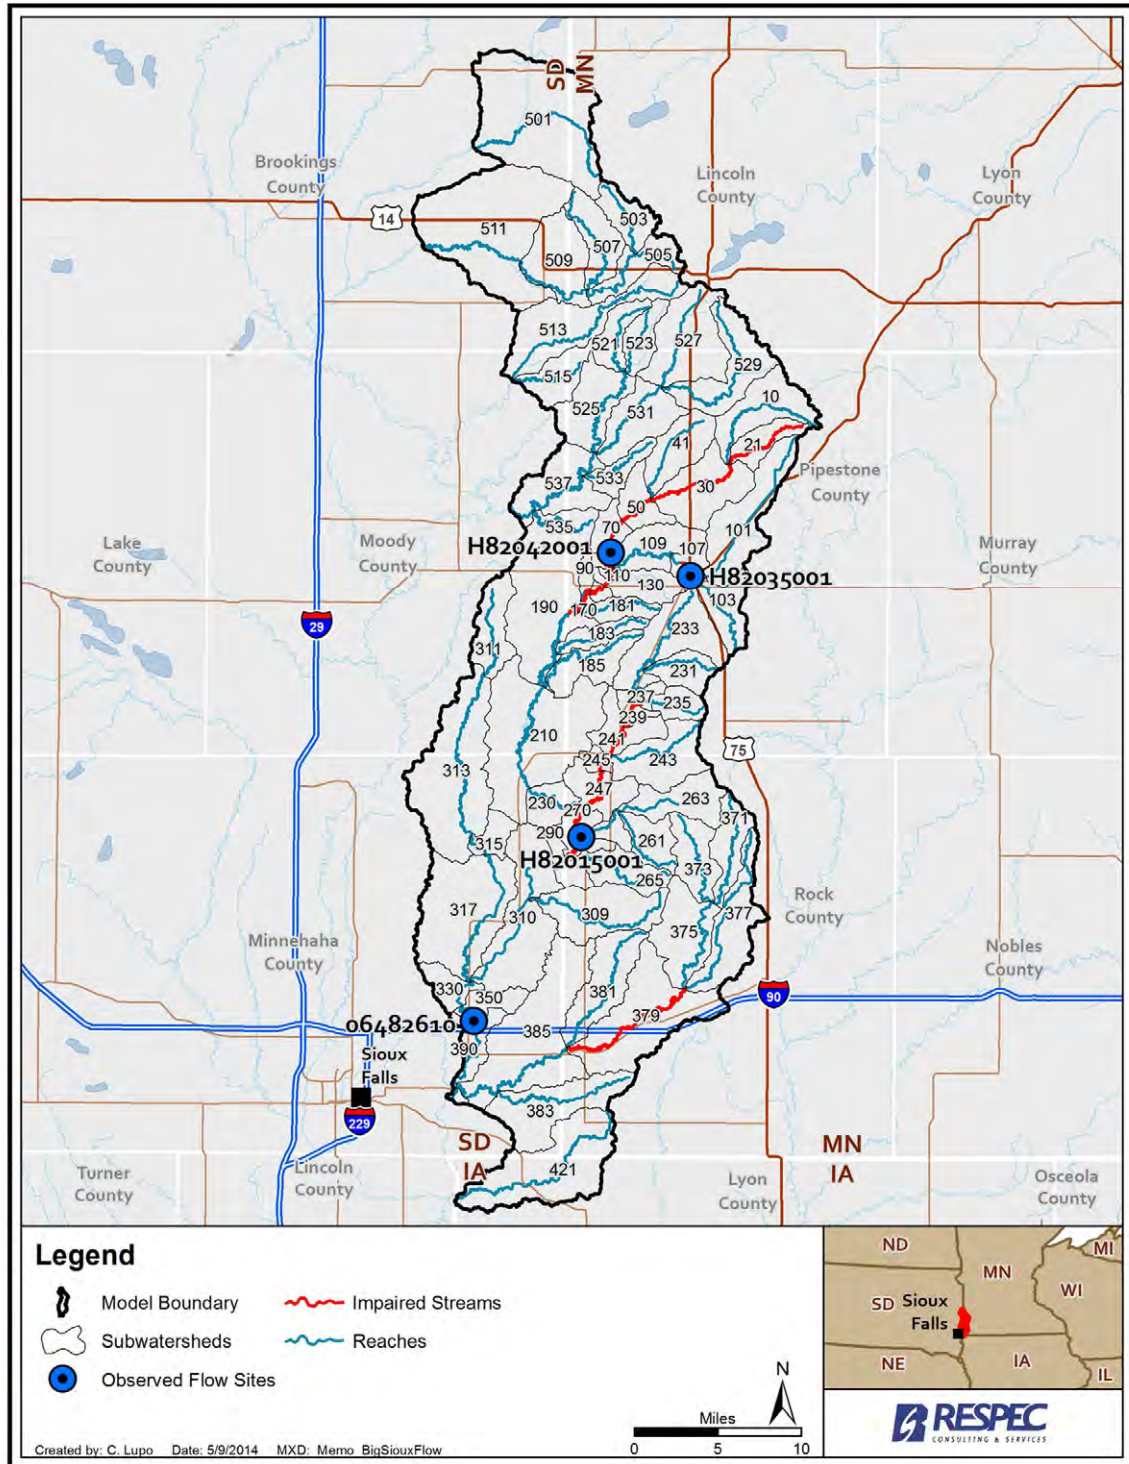 SD
MN
501
Brookings
County
Lincoln
County
Lyon
County
14
503
511
507
505
509
513
521
523
527
529
515
10
525
531
41
21
Pipestone
County
533
30
537
50
101
535
70
H82042001
109
107
Lake
County
Moody
County
Murray
County
90
110
H82035001
130
103
190
170
181
29
183
233
311
185
231
237
235
239
210
241
75
245
243
313
247
263
230
270
371
290
261
315
H82015001
373
265
Rock
County
317
310
309
377
375
Minnehaha
County
Nobles
County
330
350
381
90
379
06482610
385
390
Sioux
Falls
383
229
SD
IA
MN
IA
421
Turner
County
Lincoln
County
Lyon
County
Osceola
County
Legend
Model Boundary
Impaired Streams
Subwatersheds
Reaches
Observed Flow Sites
N
Miles
0 5 10
Created by: C. Lupo Date: 5/9/2014 MXD: Memo_BigSiouxFlow
ND
MI
MN
WI
SD
Sioux
Falls
NE
IA
IL
RESPEC
CONSULTING & SERVICES